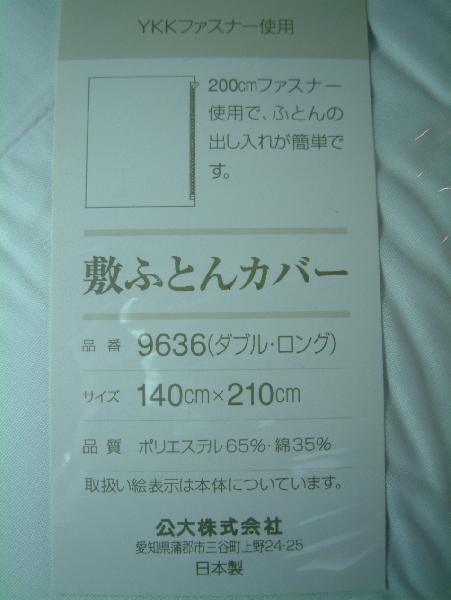 YKKファスナー使用
200cmファスナー
使用で、ふとんの
出し入れが簡単で
す。
敷ふとんカバー
品番 9636(ダブル・ロング)
サイズ 140cm×210cm
品質 ポリエステル65%・綿35%
取扱い絵表示は本体についています。
公大株式会社
愛知県蒲郡市三谷町上野24-25
日本製